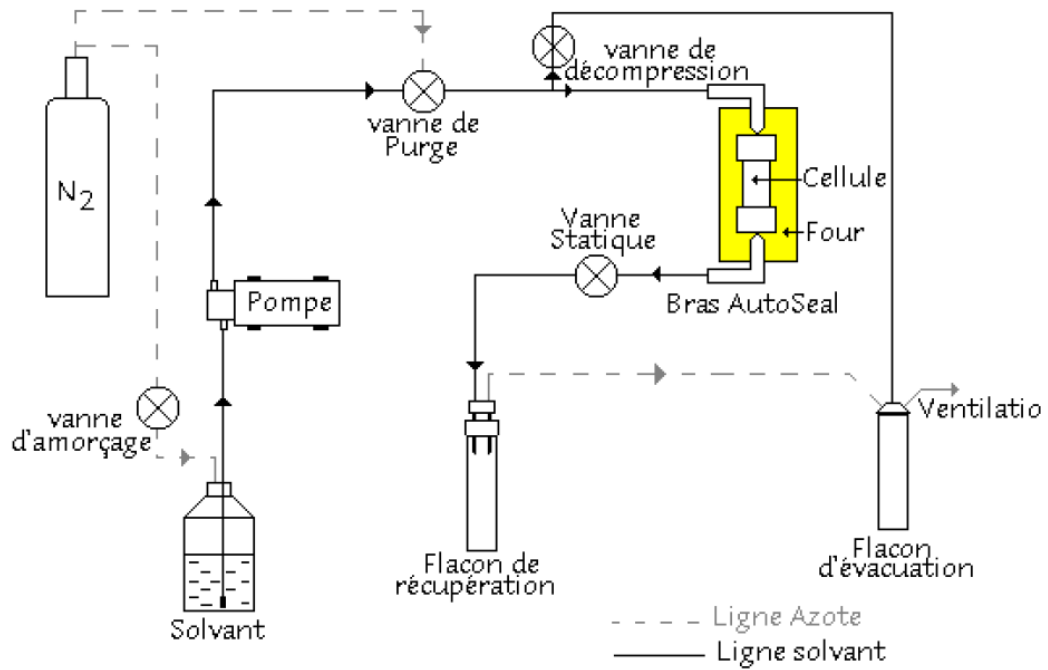 vanne de
décompression
vanne de
Purge
N2
Cellule
Four
Vanne
Statique
Pompe
Bras AutoSeal
vanne
d'amorçage
Ventilatio
Solvant
Flacon de
récupération
Flacon
d'évacuation
Ligne Azote
Ligne solvant